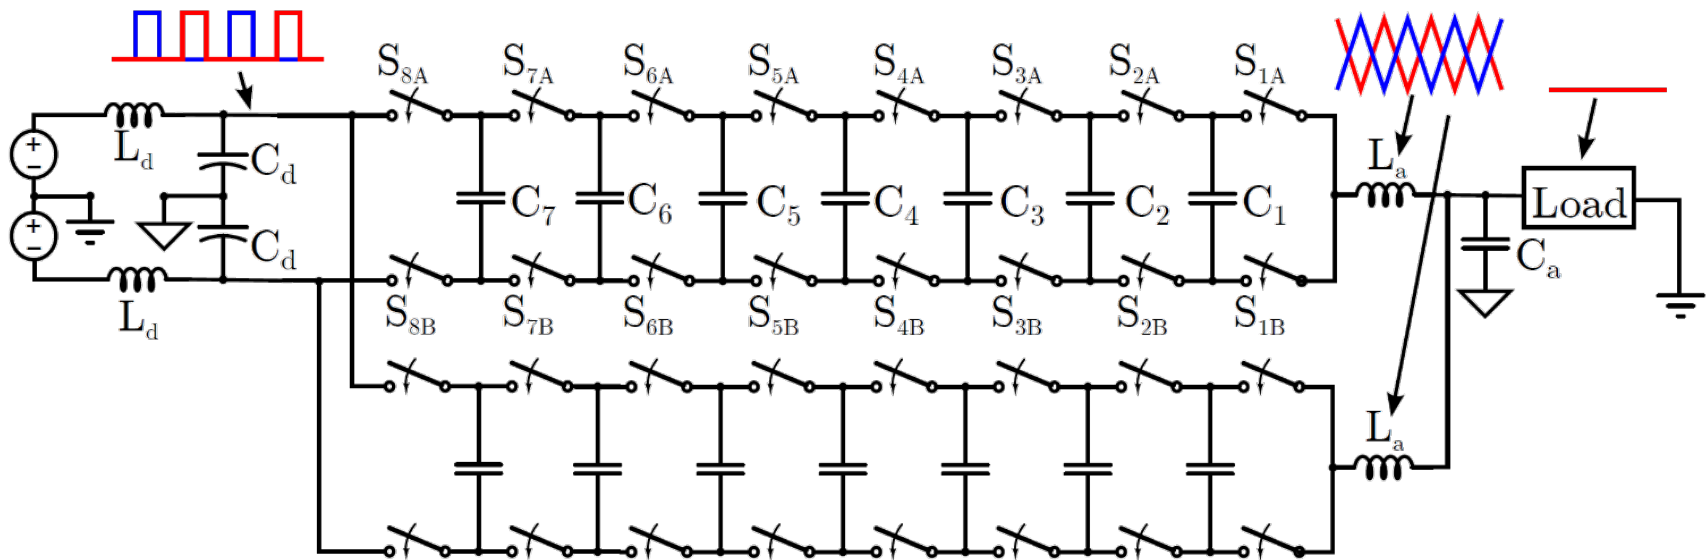 S8A S7A S6A S5A S4A S3A S2A S1A
+
−
Ld
Cd
La
C7 C6 C5 C4 C3 C2 C1
Load
+
−
Cd
Ca
Ld
S8B S7B S6B S5B S4B S3B S2B S1B
La